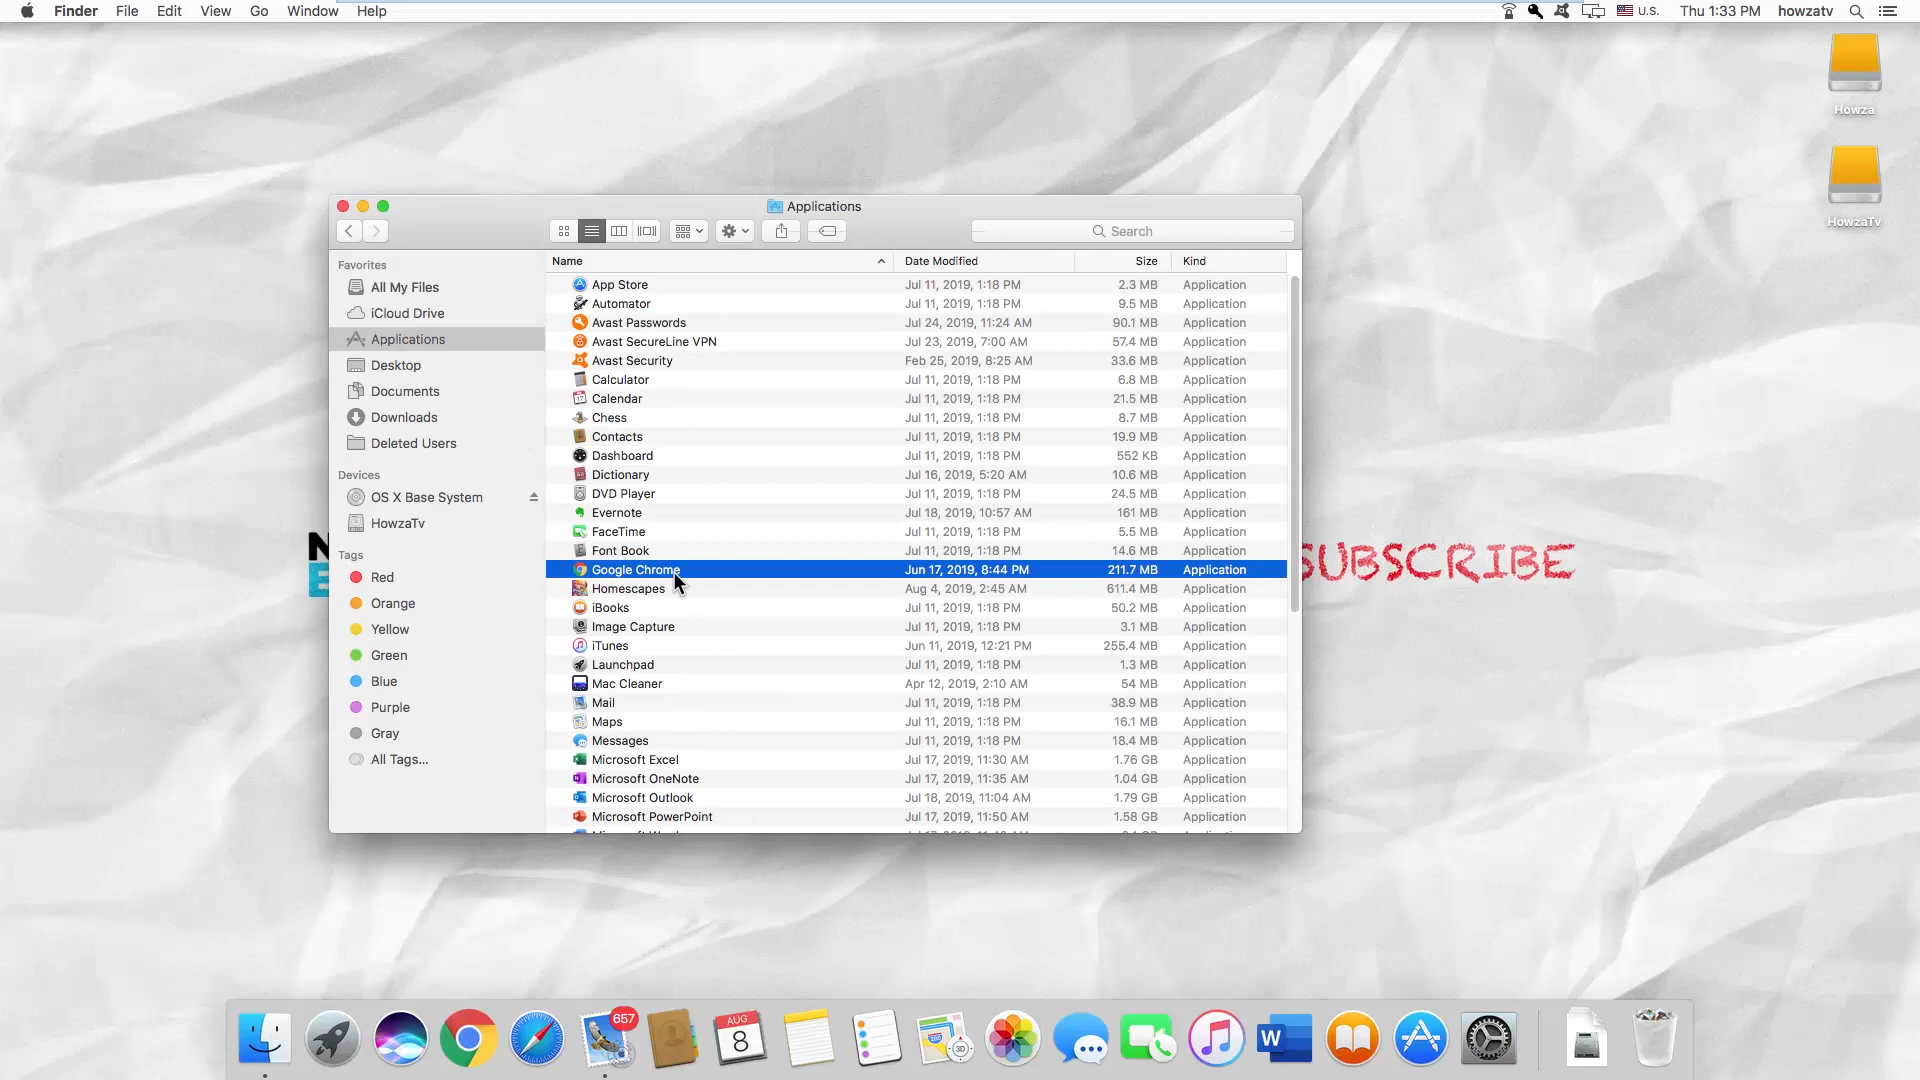 Finder File Edit View Go Window Help U.S. Thu 1:33 PM howzatv
Howza
HowzaTv
Applications
Search
Favorites
All My Files
iCloud Drive
Applications
Desktop
Documents
Downloads
Deleted Users
Devices
OS X Base System
HowzaTv
Tags
Red
Orange
Yellow
Green
Blue
Purple
Gray
All Tags...
Name Date Modified Size Kind
App Store Jul 11, 2019, 1:18 PM 2.3 MB Application
Automator Jul 11, 2019, 1:18 PM 9.5 MB Application
Avast Passwords Jul 24, 2019, 11:24 AM 90.1 MB Application
Avast SecureLine VPN Jul 23, 2019, 7:00 AM 57.4 MB Application
Avast Security Feb 25, 2019, 8:25 AM 33.6 MB Application
Calculator Jul 11, 2019, 1:18 PM 6.8 MB Application
Calendar Jul 11, 2019, 1:18 PM 21.5 MB Application
Chess Jul 11, 2019, 1:18 PM 8.7 MB Application
Contacts Jul 11, 2019, 1:18 PM 19.9 MB Application
Dashboard Jul 11, 2019, 1:18 PM 552 KB Application
Dictionary Jul 16, 2019, 5:20 AM 10.6 MB Application
DVD Player Jul 11, 2019, 1:18 PM 24.5 MB Application
Evernote Jul 18, 2019, 10:57 AM 161 MB Application
FaceTime Jul 11, 2019, 1:18 PM 5.5 MB Application
Font Book Jul 11, 2019, 1:18 PM 14.6 MB Application
Google Chrome Jun 17, 2019, 8:44 PM 211.7 MB Application
Homescapes Aug 4, 2019, 2:45 AM 611.4 MB Application
iBooks Jul 11, 2019, 1:18 PM 50.2 MB Application
Image Capture Jul 11, 2019, 1:18 PM 3.1 MB Application
iTunes Jun 11, 2019, 12:21 PM 255.4 MB Application
Launchpad Jul 11, 2019, 1:18 PM 1.3 MB Application
Mac Cleaner Apr 12, 2019, 2:10 AM 54 MB Application
Mail Jul 11, 2019, 1:18 PM 38.9 MB Application
Maps Jul 11, 2019, 1:18 PM 16.1 MB Application
Messages Jul 11, 2019, 1:18 PM 18.4 MB Application
Microsoft Excel Jul 17, 2019, 11:30 AM 1.76 GB Application
Microsoft OneNote Jul 17, 2019, 11:35 AM 1.04 GB Application
Microsoft Outlook Jul 18, 2019, 11:04 AM 1.79 GB Application
Microsoft PowerPoint Jul 17, 2019, 11:50 AM 1.58 GB Application
SUBSCRIBE
657
AUG
8
3D
W